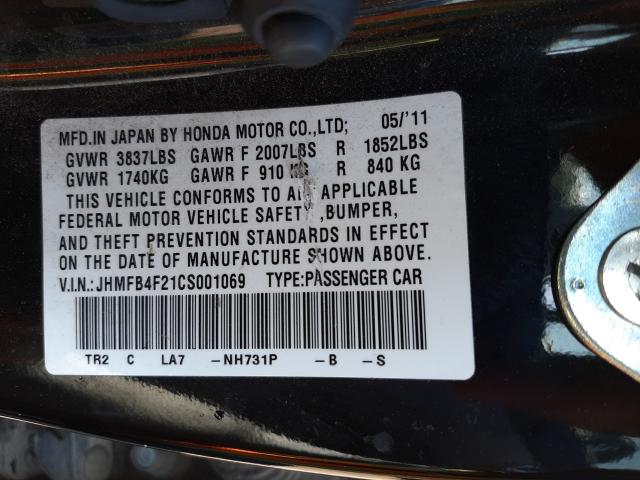 MFD.IN JAPAN BY HONDA MOTOR CO.,LTD; 05/'11
GVWR 3837LBS GAWR F 2007LBS R 1852LBS
GVWR 1740KG GAWR F 910 KG R 840 KG
THIS VEHICLE CONFORMS TO ALL APPLICABLE
FEDERAL MOTOR VEHICLE SAFETY ,BUMPER,
AND THEFT PREVENTION STANDARDS IN EFFECT
ON THE DATE OF MANUFACTURE SHOWN ABOVE.
V.I.N.:JHMFB4F21CS001069 TYPE:PASSENGER CAR
TR2 C LA7 -NH731P -B -S